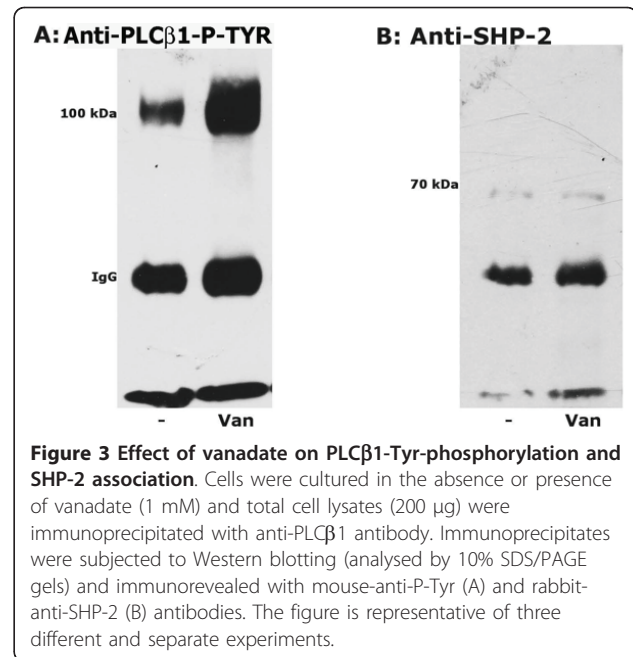 A: Anti-PLCβ1-P-TYR
B: Anti-SHP-2
100 kDa
IgG
- Van
70 kDa
- Van
Figure 3 Effect of vanadate on PLCβ1-Tyr-phosphorylation and
SHP-2 association. Cells were cultured in the absence or presence
of vanadate (1 mM) and total cell lysates (200 μg) were
immunoprecipitated with anti-PLCβ1 antibody. Immunoprecipitates
were subjected to Western blotting (analysed by 10% SDS/PAGE
gels) and immunorevealed with mouse-anti-P-Tyr (A) and rabbit-
anti-SHP-2 (B) antibodies. The figure is representative of three
different and separate experiments.